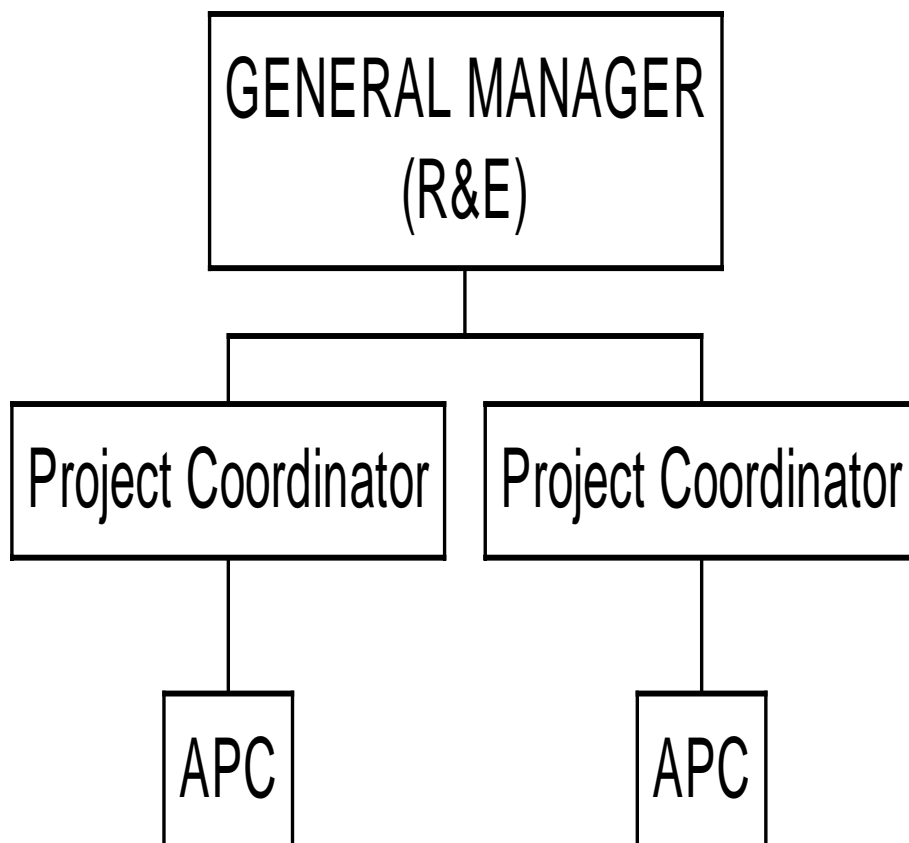 GENERAL MANAGER
(R&E)
Project Coordinator
Project Coordinator
APC
APC